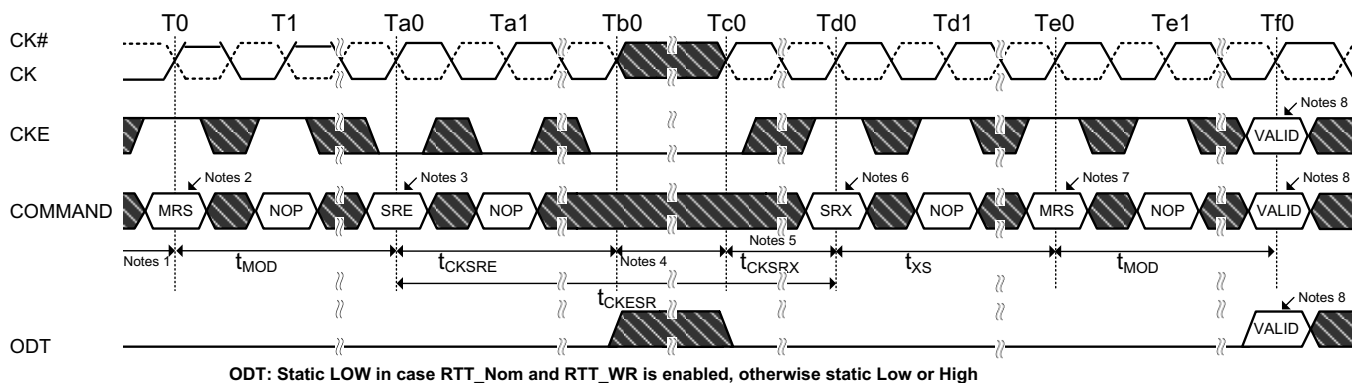 T0 T1 Ta0 Ta1 Tb0 Tc0 Td0 Td1 Te0 Te1 Tf0
CK#
CK
Notes 8
CKE VALID
Notes 2 Notes 3 Notes 6 Notes 7 Notes 8
COMMAND MRS NOP SRE NOP SRX NOP MRS NOP VALID
Notes 1 tMOD tCKSRE Notes 4 Notes 5 tCKSRX tXS tMOD
tCKESR
Notes 8
ODT VALID
ODT: Static LOW in case RTT_Nom and RTT_WR is enabled, otherwise static Low or High